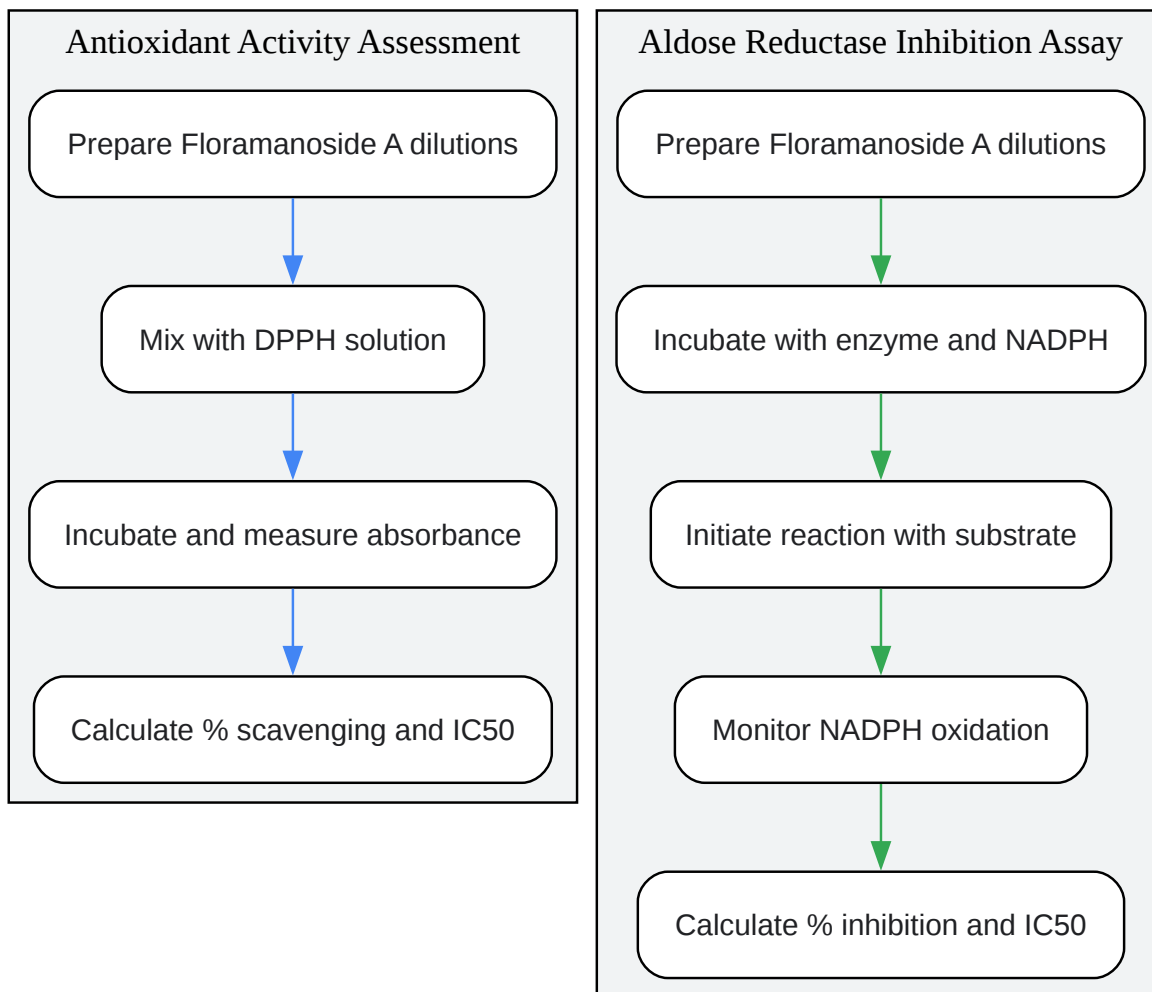 Antioxidant Activity Assessment
Prepare Floramanoside A dilutions
Mix with DPPH solution
Incubate and measure absorbance
Calculate % scavenging and IC50
Aldose Reductase Inhibition Assay
Prepare Floramanoside A dilutions
Incubate with enzyme and NADPH
Initiate reaction with substrate
Monitor NADPH oxidation
Calculate % inhibition and IC50